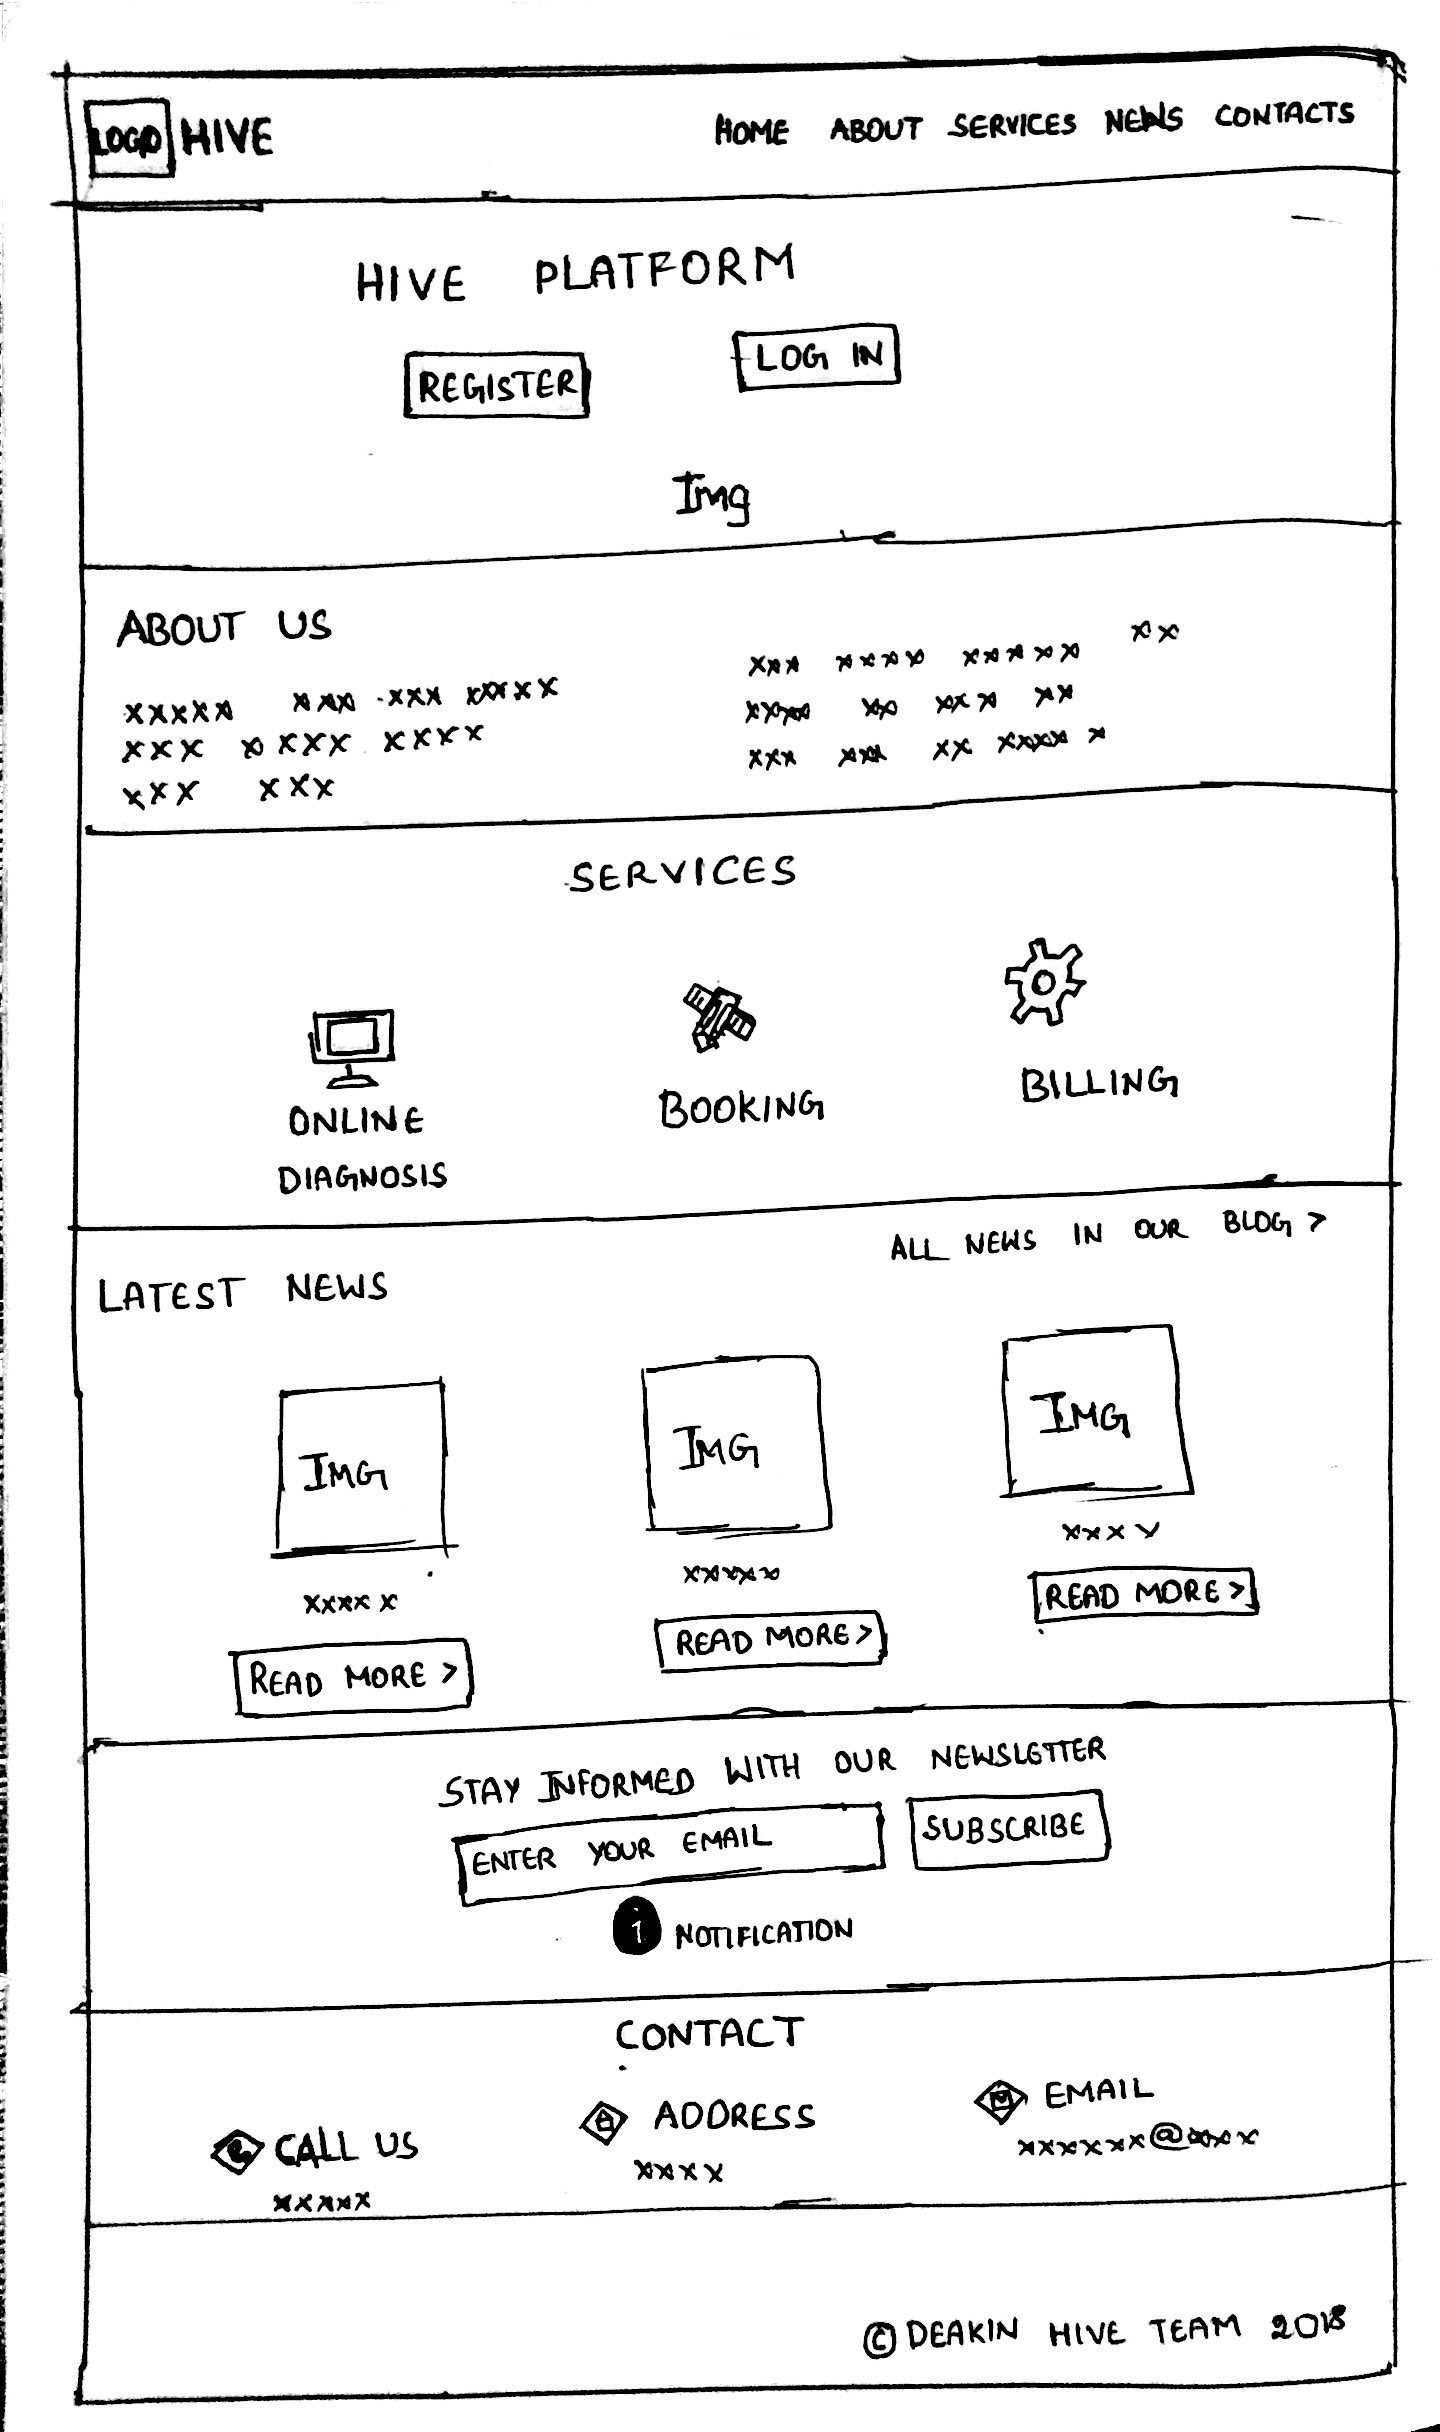 LOGO HIVE HOME ABOUT SERVICES NEWS CONTACTS
HIVE PLATFORM
REGISTER LOG IN
Img
ABOUT US
xxxxx xxx xxx xxxxx
xxx x xxx xxxx
xxx xxx
xxx xxxx xxxxx xx
xxxx xx xxx xx
xxx xxx xx xxxx x
SERVICES
ONLINE
DIAGNOSIS
BOOKING
BILLING
ALL NEWS IN OUR BLOG >
LATEST NEWS
IMG IMG IMG
xxxxx xxxxx xxxx
READ MORE > READ MORE > READ MORE >
STAY INFORMED WITH OUR NEWSLETTER
ENTER YOUR EMAIL SUBSCRIBE
1 NOTIFICATION
CONTACT
CALL US ADDRESS EMAIL
xxxxx xxxx xxxxxx@xxx
© DEAKIN HIVE TEAM 2018